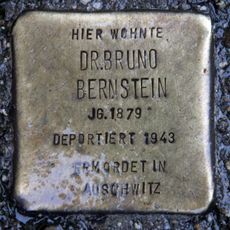 HIER WOHNTE
DR.BRUNO
BERNSTEIN
JG.1879
DEPORTIERT 1943
ERMORDET IN
AUSCHWITZ